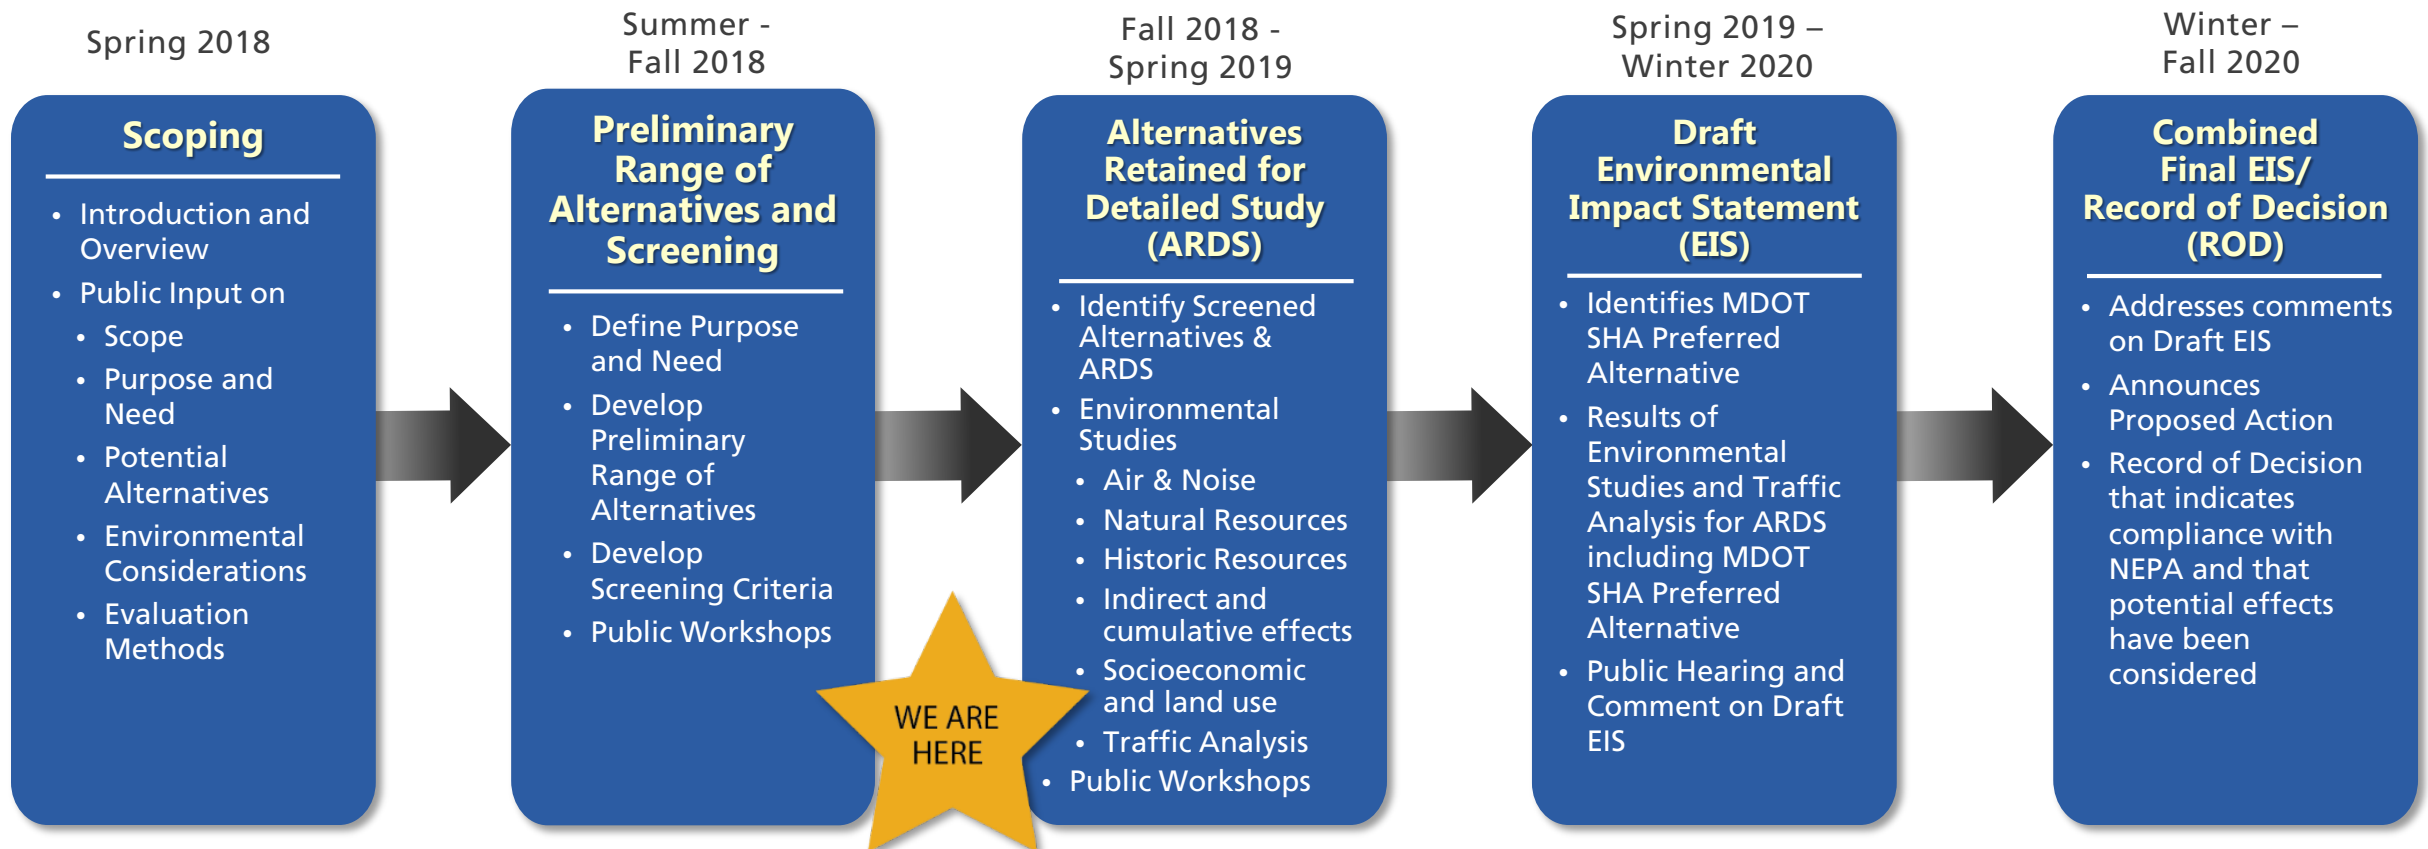 Spring 2018
Scoping
• Introduction and
Overview
• Public Input on
• Scope
• Purpose and
Need
• Potential
Alternatives
• Environmental
Considerations
• Evaluation
Methods
Summer -
Fall 2018
Preliminary
Range of
Alternatives and
Screening
• Define Purpose
and Need
• Develop
Preliminary
Range of
Alternatives
• Develop
Screening Criteria
• Public Workshops
WE ARE
HERE
Fall 2018 -
Spring 2019
Alternatives
Retained for
Detailed Study
(ARDS)
• Identify Screened
Alternatives &
ARDS
• Environmental
Studies
• Air & Noise
• Natural Resources
• Historic Resources
• Indirect and
cumulative effects
• Socioeconomic
and land use
• Traffic Analysis
• Public Workshops
Spring 2019 –
Winter 2020
Draft
Environmental
Impact Statement
(EIS)
• Identifies MDOT
SHA Preferred
Alternative
• Results of
Environmental
Studies and Traffic
Analysis for ARDS
including MDOT
SHA Preferred
Alternative
• Public Hearing and
Comment on Draft
EIS
Winter –
Fall 2020
Combined
Final EIS/
Record of Decision
(ROD)
• Addresses comments
on Draft EIS
• Announces
Proposed Action
• Record of Decision
that indicates
compliance with
NEPA and that
potential effects
have been
considered